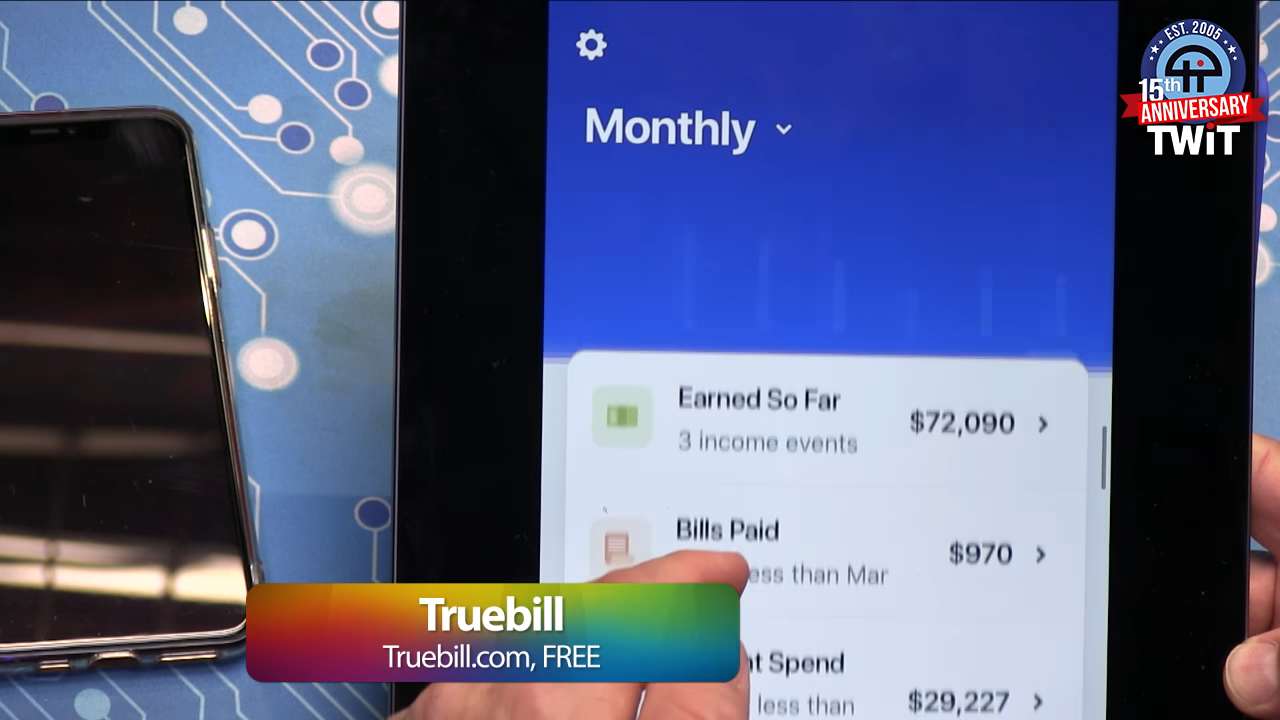 EST. 2005
15th
ANNIVERSARY
TWiT
Monthly
Earned So Far
$72,090
3 income events
Bills Paid
$970
less than Mar
Spend
less than
$29,227
Truebill
Truebill.com, FREE